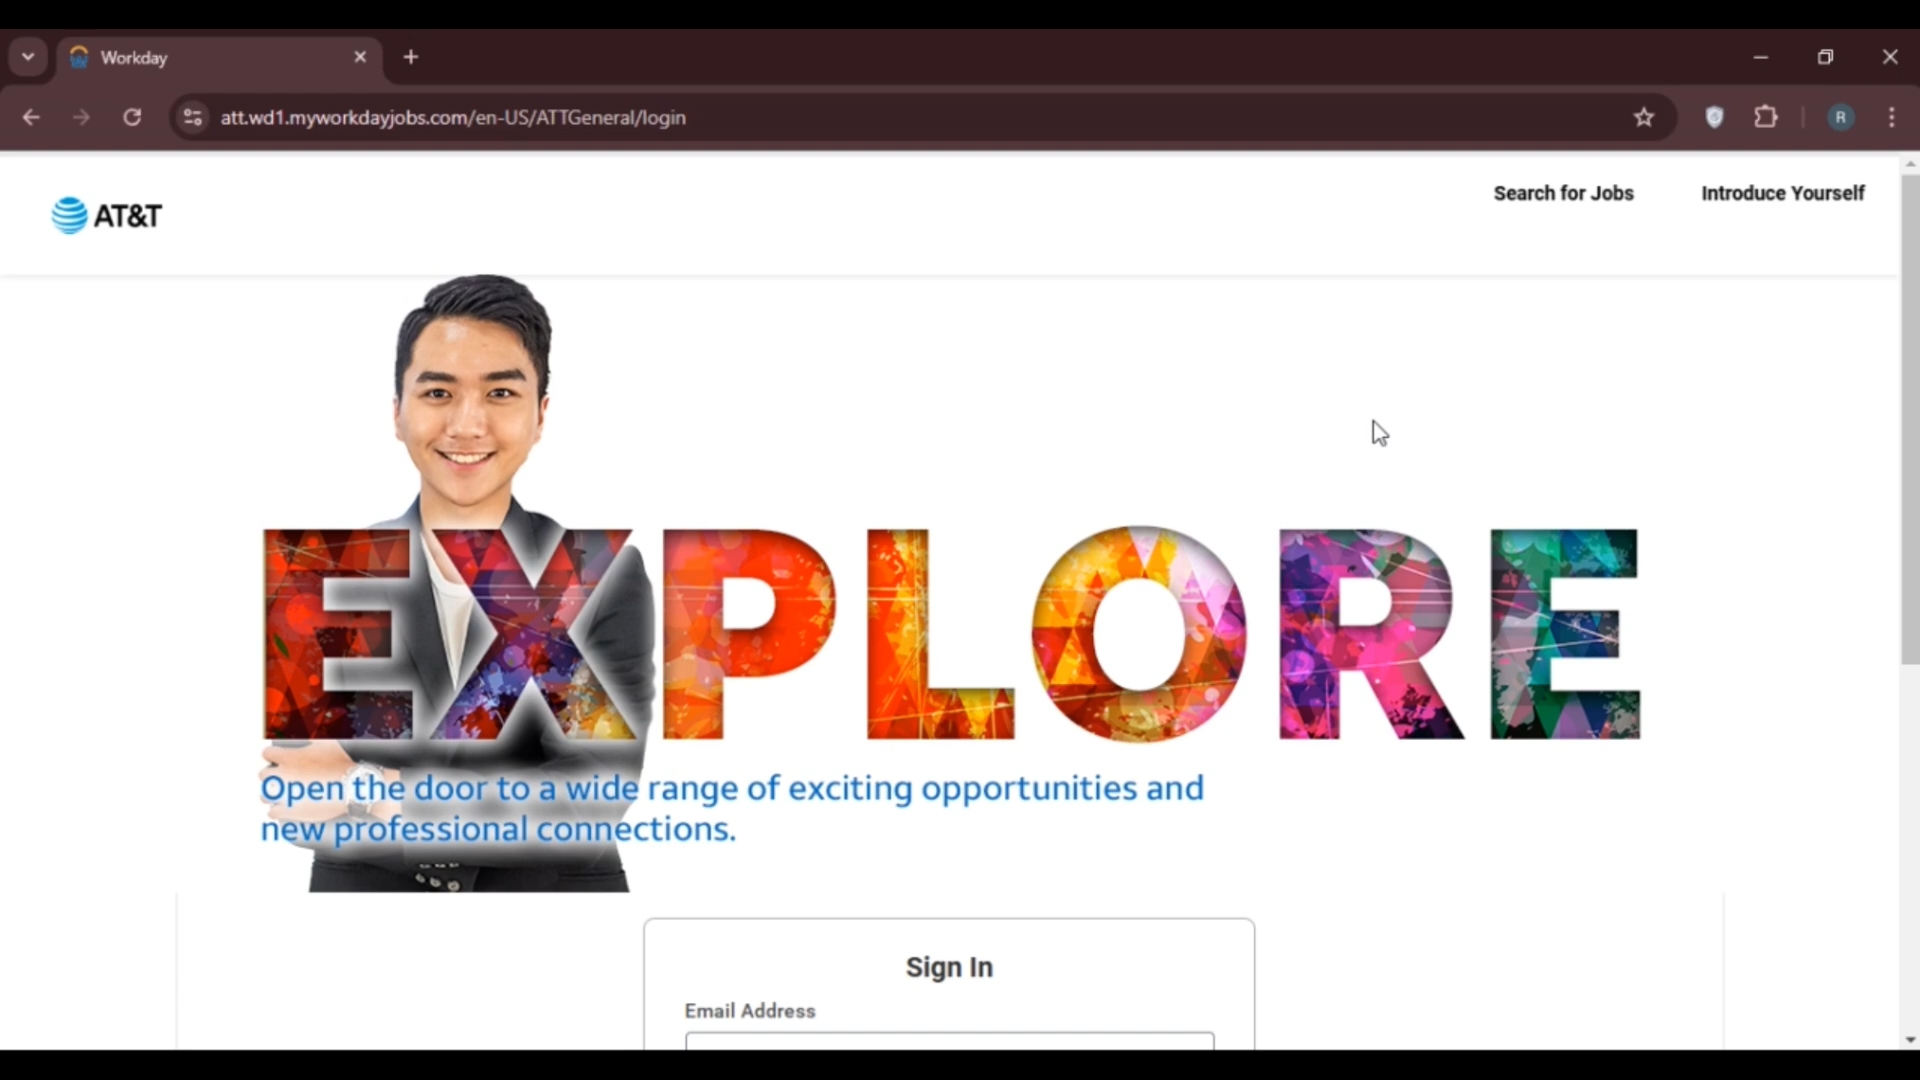 Workday
att.wd1.myworkdayjobs.com/en-US/ATTGeneral/login
R
AT&T
Search for Jobs
Introduce Yourself
EXPLORE
Open the door to a wide range of exciting opportunities and
new professional connections.
Sign In
Email Address